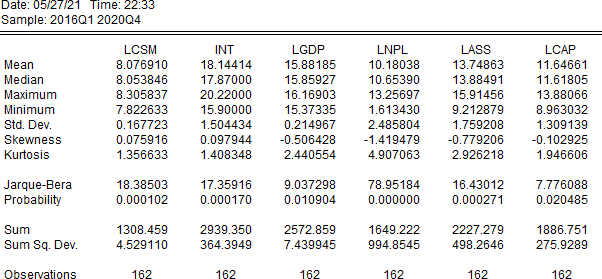 Date: 05/27/21 Time: 22:33
Sample: 2016Q1 2020Q4
LCSM INT LGDP LNPL LASS LCAP
Mean 8.076910 18.14414 15.88185 10.18038 13.74863 11.64661
Median 8.053846 17.87000 15.85927 10.65390 13.88491 11.61805
Maximum 8.305837 20.22000 16.16903 13.25697 15.91456 13.88066
Minimum 7.822633 15.90000 15.37335 1.613430 9.212879 8.963032
Std. Dev. 0.167723 1.504434 0.214967 2.485804 1.759208 1.309139
Skewness 0.075916 0.097944 -0.506428 -1.419479 -0.779206 -0.102925
Kurtosis 1.356633 1.408348 2.440554 4.907063 2.926218 1.946606
Jarque-Bera 18.38503 17.35916 9.037298 78.95184 16.43012 7.776088
Probability 0.000102 0.000170 0.010904 0.000000 0.000271 0.020485
Sum 1308.459 2939.350 2572.859 1649.222 2227.279 1886.751
Sum Sq. Dev. 4.529110 364.3949 7.439945 994.8545 498.2646 275.9289
Observations 162 162 162 162 162 162